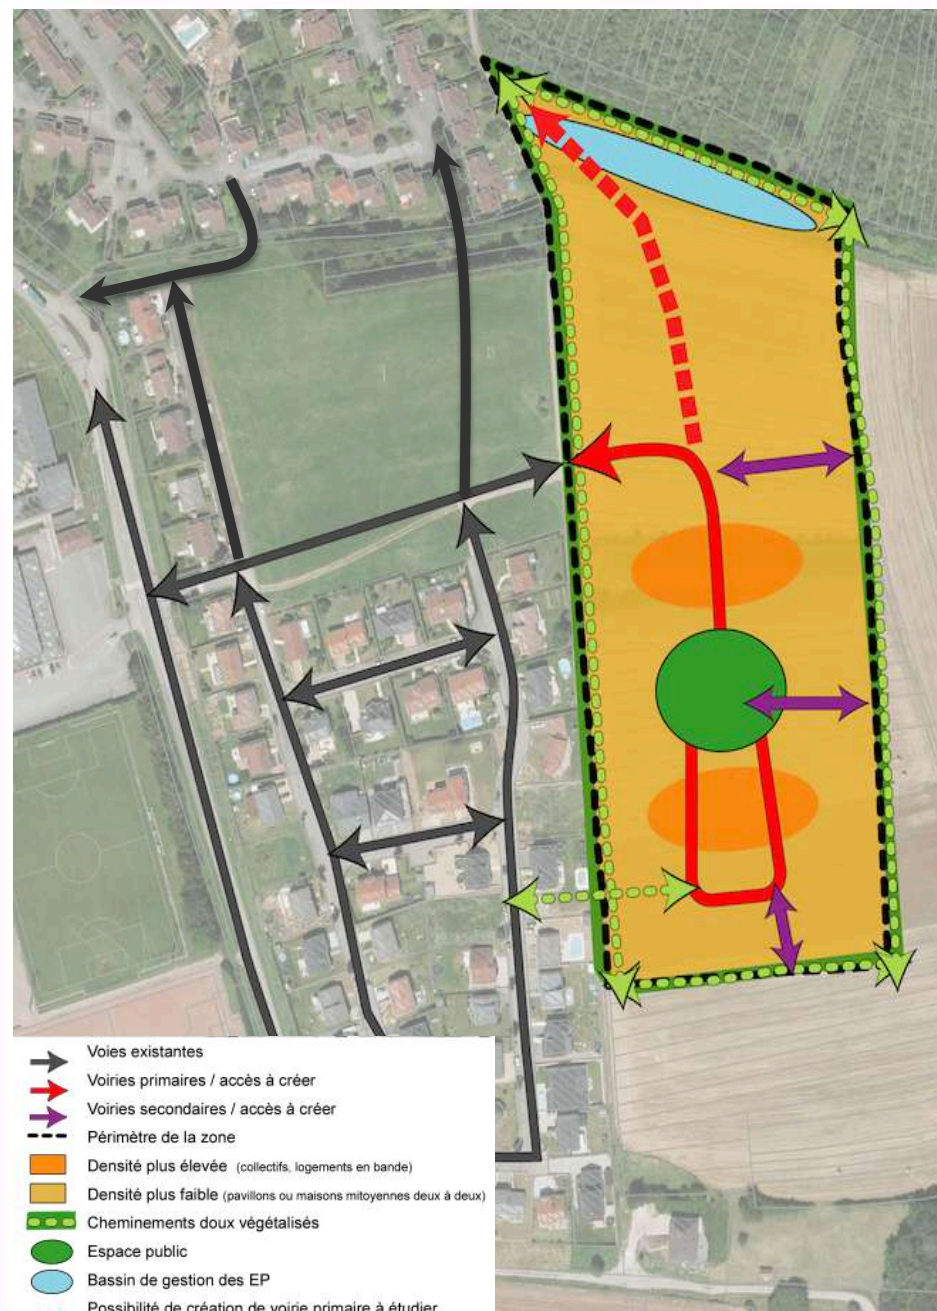 Voies existantes
Voiries primaires / accès à créer
Voiries secondaires / accès à créer
Périmètre de la zone
Densité plus élevée (collectifs, logements en bande)
Densité plus faible (pavillons ou maisons mitoyennes deux à deux)
Cheminements doux végétalisés
Espace public
Bassin de gestion des EP
Possibilité de création de voirie primaire à étudier